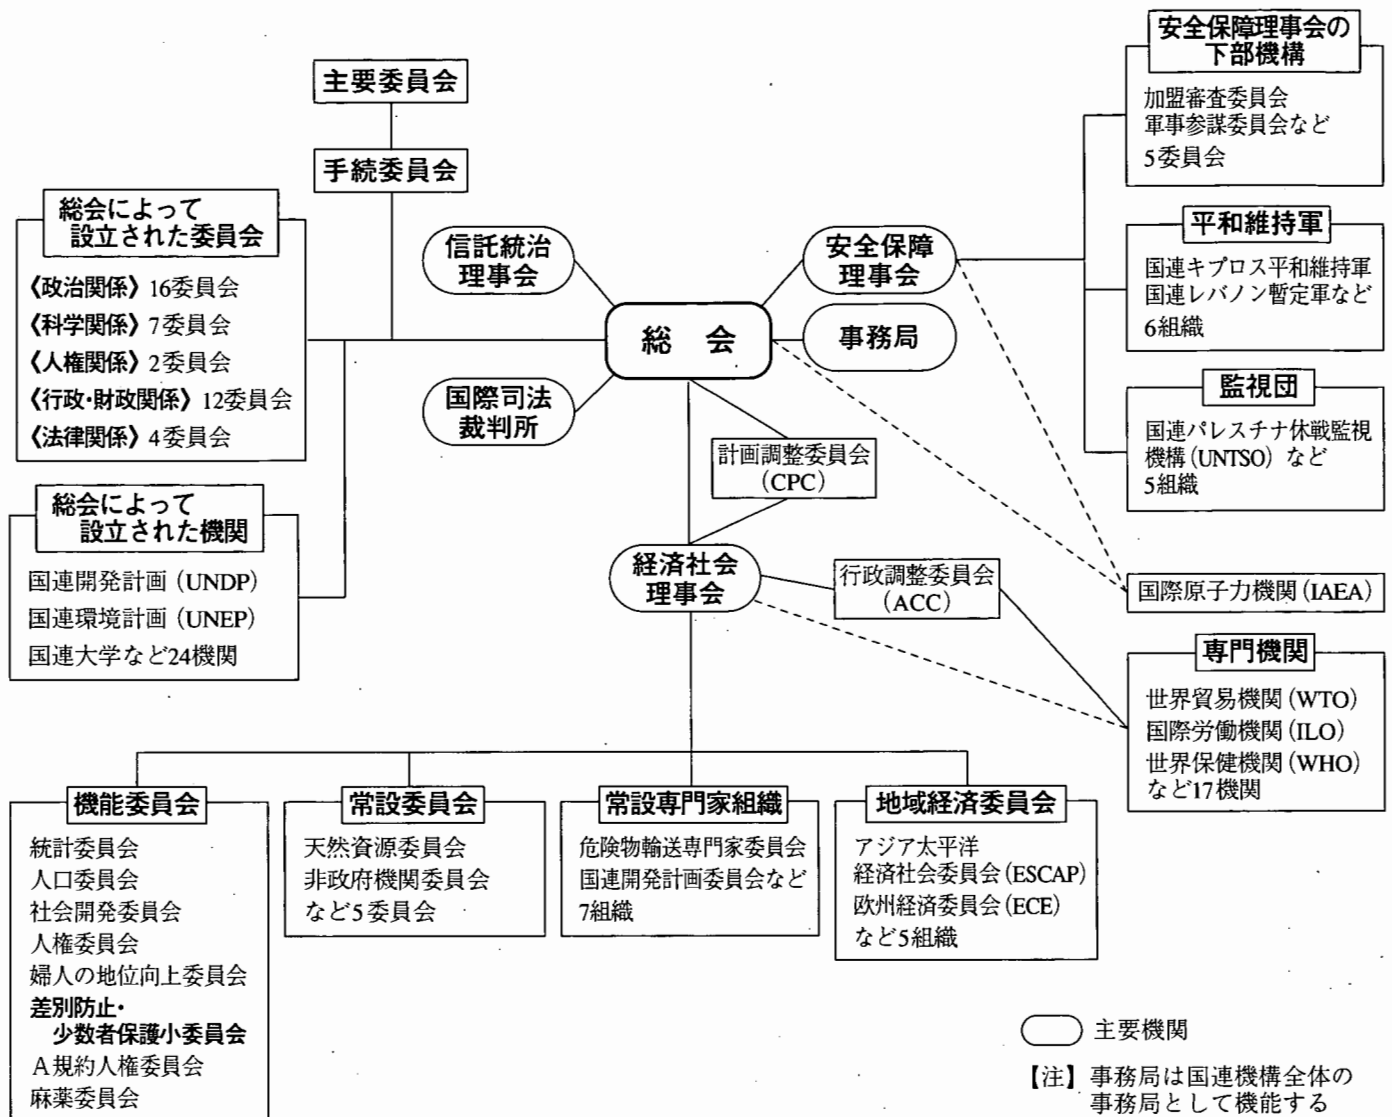 主要委員会
手続委員会
総会によって
設立された委員会
《政治関係》16委員会
《科学関係》7委員会
《人権関係》2委員会
《行政・財政関係》12委員会
《法律関係》4委員会
総会によって
設立された機関
国連開発計画(UNDP)
国連環境計画(UNEP)
国連大学など24機関
信託統治
理事会
安全保障
理事会
総 会
事務局
国際司法
裁判所
計画調整委員会
(CPC)
経済社会
理事会
行政調整委員会
(ACC)
安全保障理事会の
下部機構
加盟審査委員会
軍事参謀委員会など
5委員会
平和維持軍
国連キプロス平和維持軍
国連レバノン暫定軍など
6組織
監視団
国連パレスチナ休戦監視
機構(UNTSO)など
5組織
国際原子力機関(IAEA)
専門機関
世界貿易機関(WTO)
国際労働機関(ILO)
世界保健機関(WHO)
など17機関
機能委員会
統計委員会
人口委員会
社会開発委員会
人権委員会
婦人の地位向上委員会
差別防止・
少数者保護小委員会
A規約人権委員会
麻薬委員会
常設委員会
天然資源委員会
非政府機関委員会
など5委員会
常設専門家組織
危険物輸送専門家委員会
国連開発計画委員会など
7組織
地域経済委員会
アジア太平洋
経済社会委員会(ESCAP)
欧州経済委員会(ECE)
など5組織
主要機関
【注】事務局は国連機構全体の
事務局として機能する